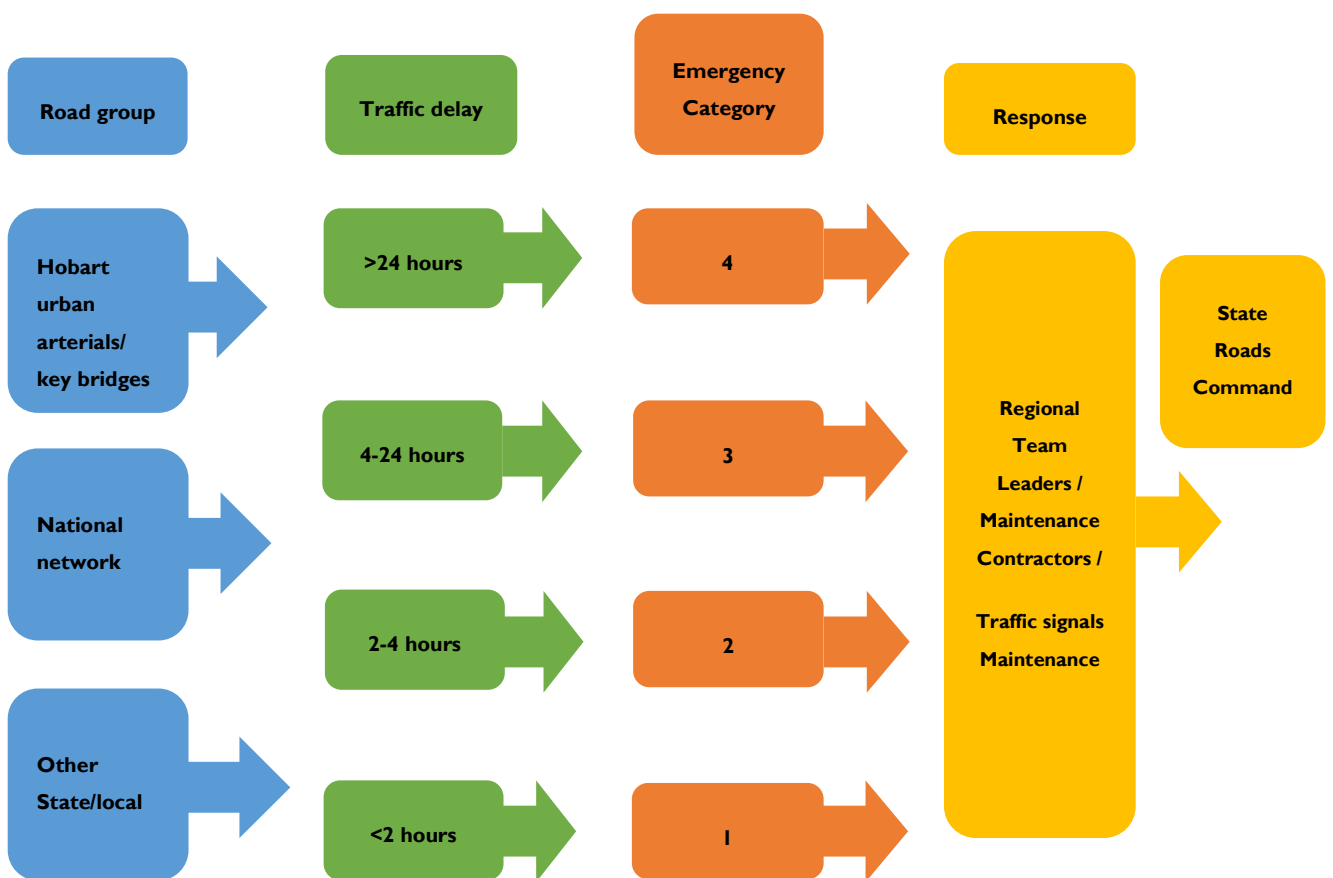 Road group
Traffic delay
Emergency
Category
Response
Hobart
urban
arterials/
key bridges
>24 hours
4
State
Roads
Command
4-24 hours
3
Regional
Team
Leaders /
Maintenance
Contractors /
Traffic signals
Maintenance
National
network
2-4 hours
2
Other
State/local
<2 hours
1